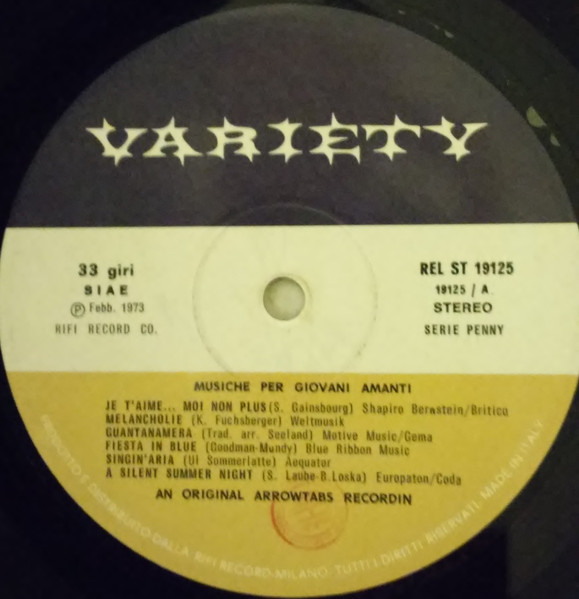 VARIETY
33 giri
SIAE
Ⓟ Febb. 1973
RIFI RECORD CO.
REL ST 19125
19125 / A
STEREO
SERIE PENNY
MUSICHE PER GIOVANI AMANTI
JE T'AIME... MOI NON PLUS (S. Gainsbourg) Shapiro Bernstein/Britico
MELANCHOLIE (K. Fuchsberger) Weltmusik
GUANTANAMERA (Trad. arr. Seeland) Motive Music/Gema
FIESTA IN BLUE (Goodman-Mundy) Blue Ribbon Music
SINGIN'ARIA (Ul Sommerlatte) Aequator
A SILENT SUMMER NIGHT (S. Laube-B.Loska) Europaton/Coda
AN ORIGINAL ARROWTABS RECORDIN
E DISTRIBUITO DALLA RIFI RECORD-MILANO-TUTTI I DIRITTI RISERVATI. MADE IN ITALY